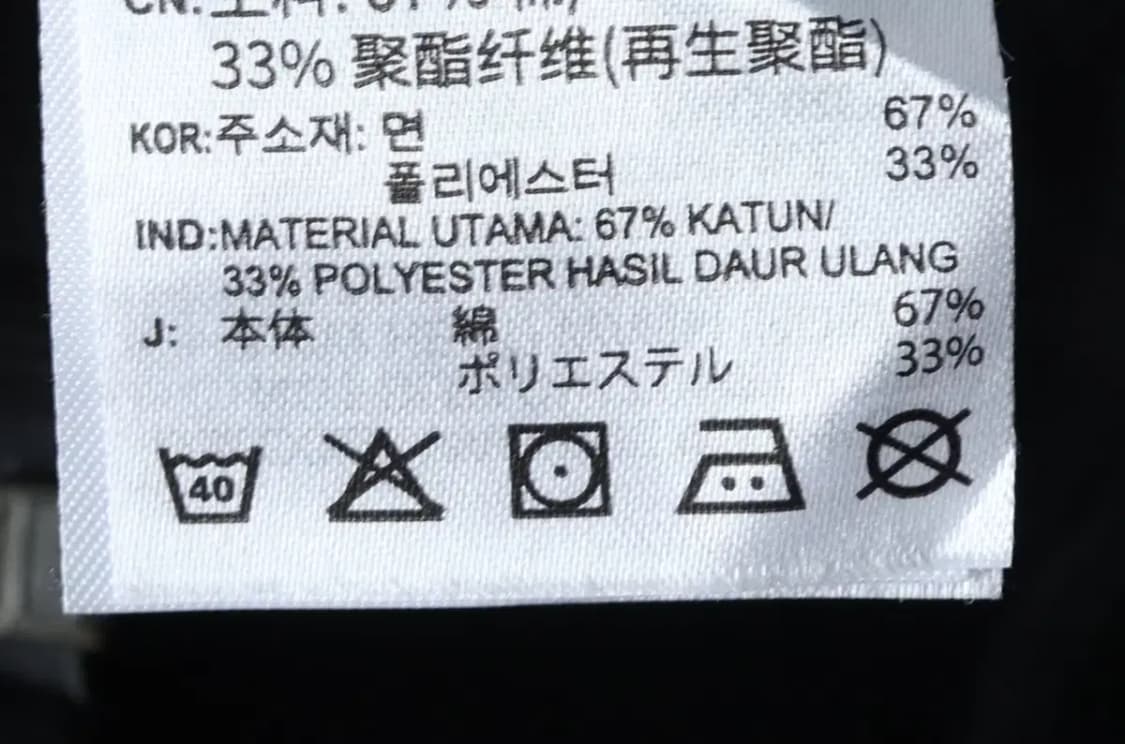 33% 聚酯纤维(再生聚酯)
KOR:주소재: 면 67%
폴리에스터 33%
IND:MATERIAL UTAMA: 67% KATUN/
33% POLYESTER HASIL DAUR ULANG
J: 本体 綿 67%
ポリエステル 33%
40